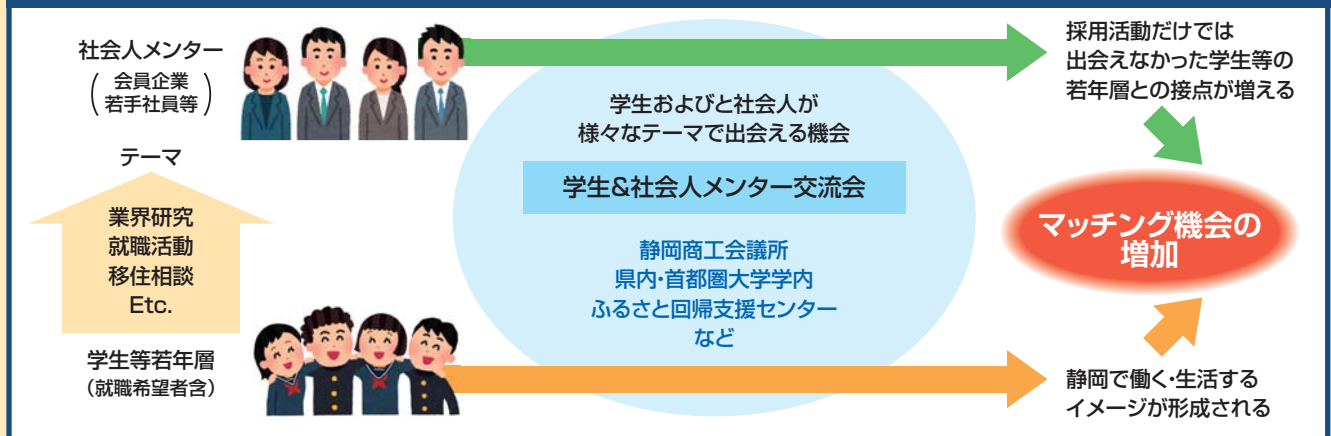 社会人メンター
（会員企業
若手社員等）
テーマ
業界研究
就職活動
移住相談
Etc.
学生等若年層
（就職希望者含）
学生およびと社会人が
様々なテーマで出会える機会
学生&社会人メンター交流会
静岡商工会議所
県内・首都圏大学学内
ふるさと回帰支援センター
など
採用活動だけでは
出会えなかった学生等の
若年層との接点が増える
マッチング機会の
増加
静岡で働く・生活する
イメージが形成される